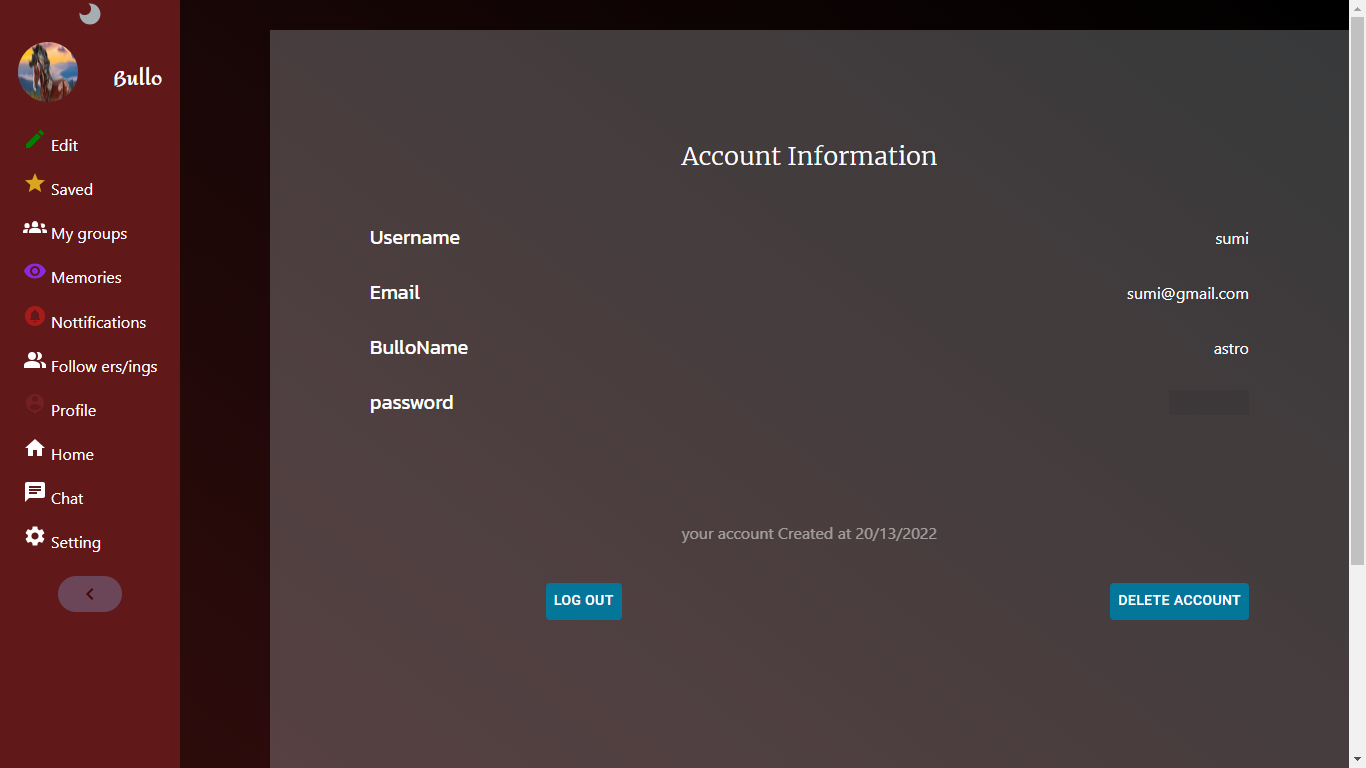 Bullo
Edit
Saved
My groups
Memories
Nottifications
Follow ers/ings
Profile
Home
Chat
Setting
Account Information
Username sumi
Email sumi@gmail.com
BulloName astro
password
your account Created at 20/13/2022
LOG OUT DELETE ACCOUNT